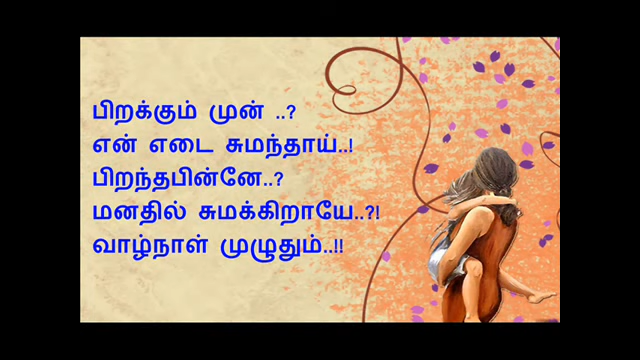 பிறக்கும் முன் ..?
என் எடை சுமந்தாய்..!
பிறந்தபின்னே..?
மனதில் சுமக்கிறாயே..?!
வாழ்நாள் முழுதும்..!!